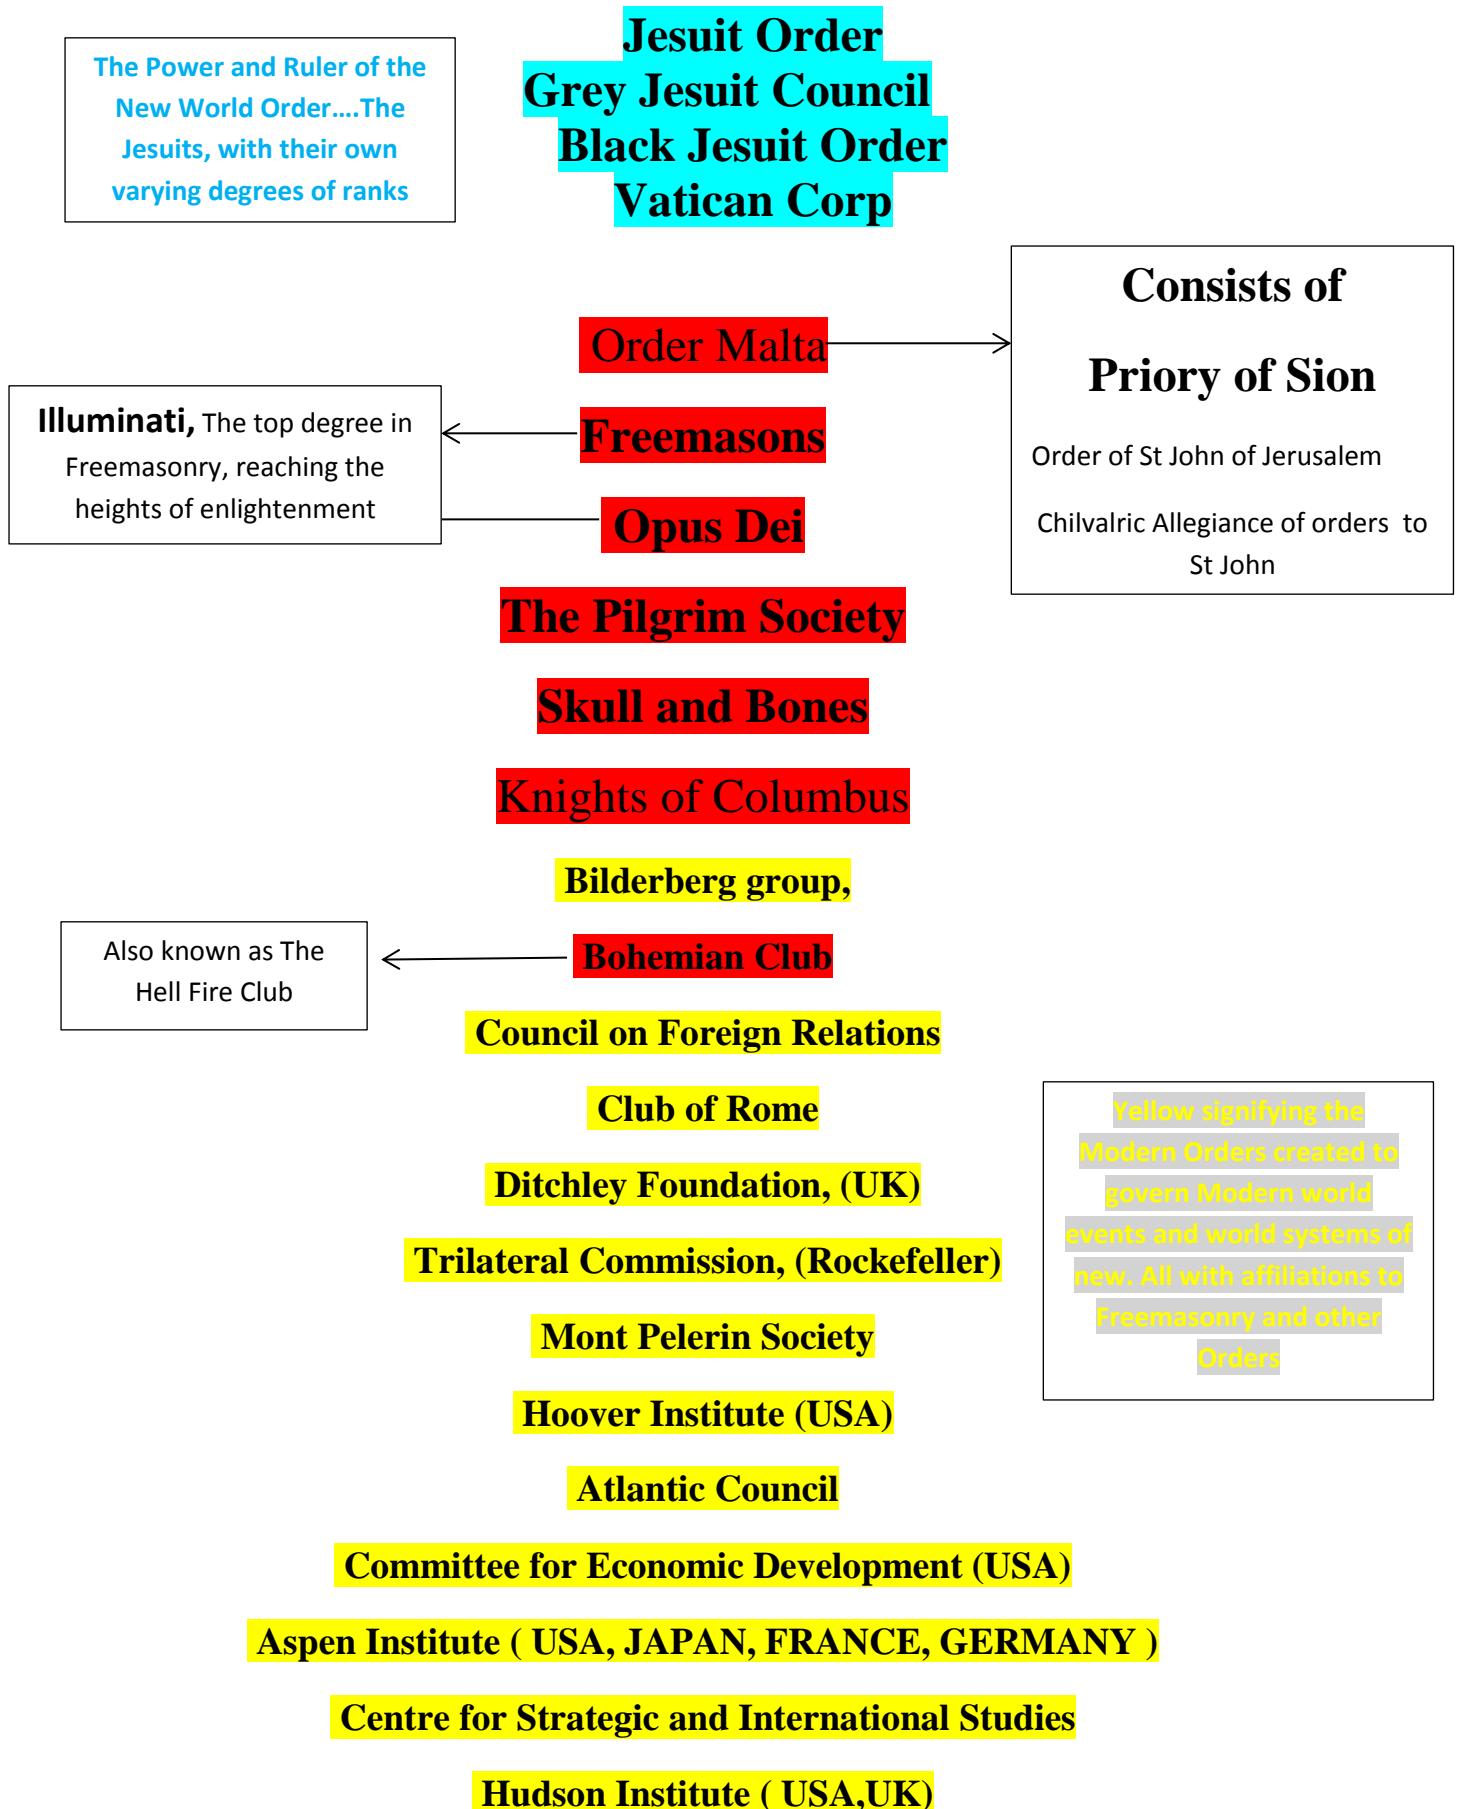 Jesuit Order
Grey Jesuit Council
Black Jesuit Order
Vatican Corp
The Power and Ruler of the
New World Order....The
Jesuits, with their own
varying degrees of ranks
Order Malta
Consists of
Priory of Sion
Order of St John of Jerusalem
Chilvalric Allegiance of orders to
St John
Freemasons
Illuminati, The top degree in
Freemasonry, reaching the
heights of enlightenment
Opus Dei
The Pilgrim Society
Skull and Bones
Knights of Columbus
Bilderberg group,
Bohemian Club
Also known as The
Hell Fire Club
Council on Foreign Relations
Club of Rome
Ditchley Foundation, (UK)
Trilateral Commission, (Rockefeller)
Mont Pelerin Society
Yellow signifying the
Modern Orders created to
govern Modern world
events and world systems of
new. All with affiliations to
Freemasonry and other
Orders
Hoover Institute (USA)
Atlantic Council
Committee for Economic Development (USA)
Aspen Institute ( USA, JAPAN, FRANCE, GERMANY )
Centre for Strategic and International Studies
Hudson Institute ( USA,UK)